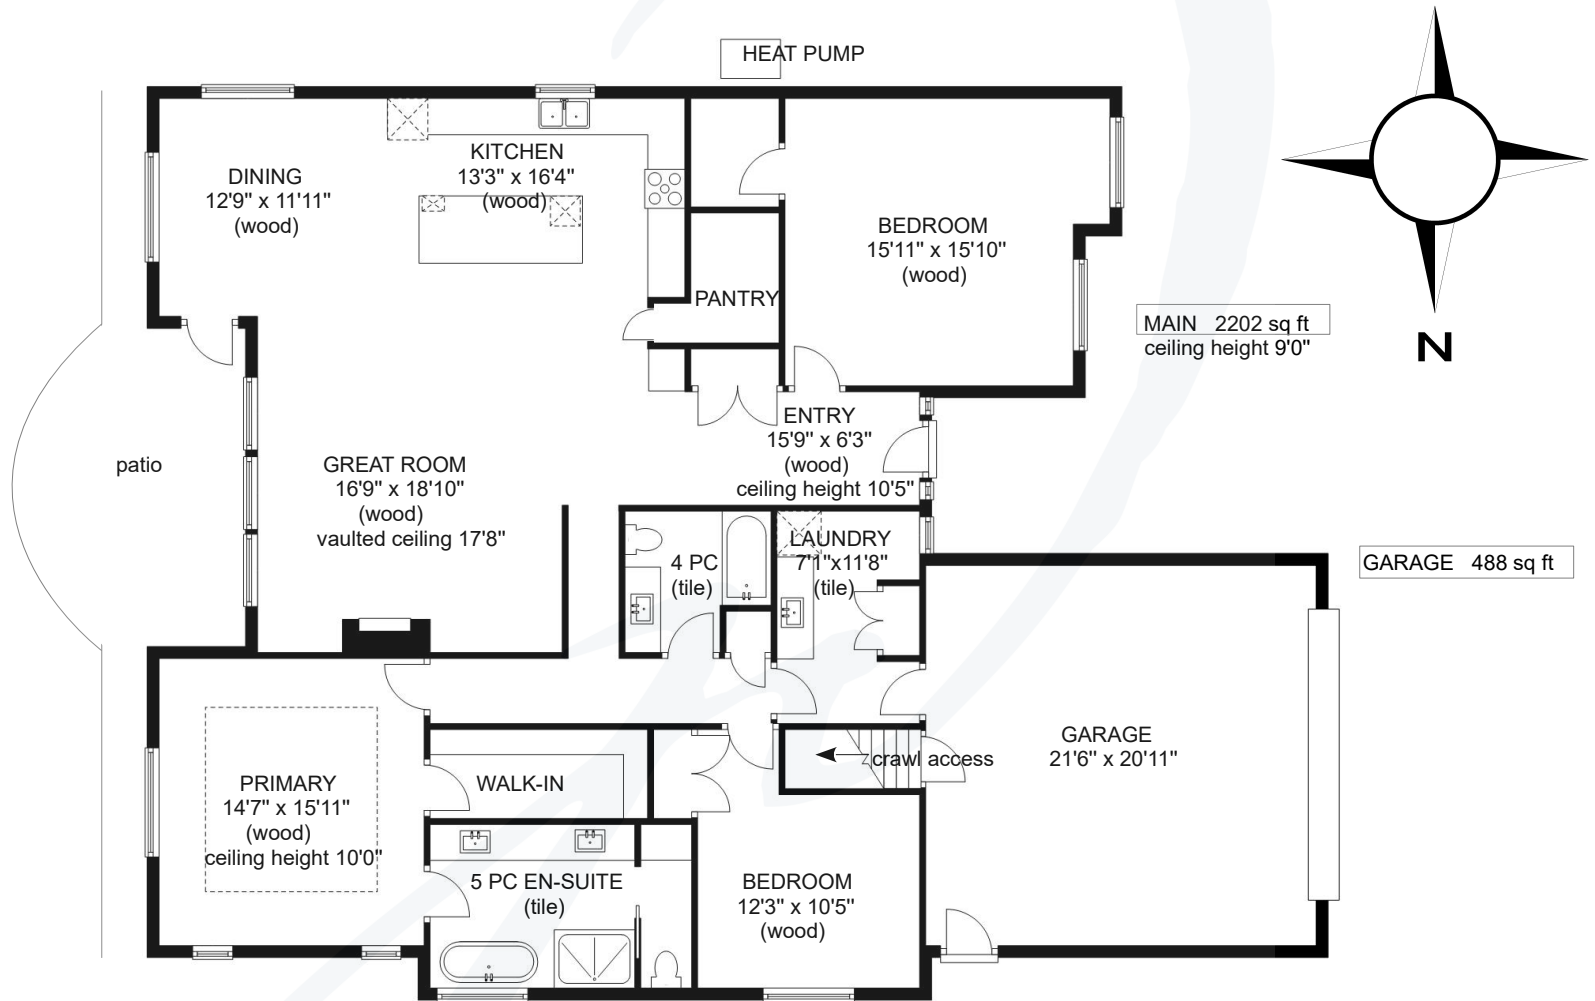 HEAT PUMP
DINING
12'9" x 11'11"
(wood)
KITCHEN
13'3" x 16'4"
(wood)
BEDROOM
15'11" x 15'10"
(wood)
PANTRY
MAIN 2202 sq ft
ceiling height 9'0"
N
ENTRY
15'9" x 6'3"
(wood)
ceiling height 10'5"
patio
GREAT ROOM
16'9" x 18'10"
(wood)
vaulted ceiling 17'8"
4 PC
(tile)
LAUNDRY
7'1"x11'8"
(tile)
GARAGE 488 sq ft
GARAGE
21'6" x 20'11"
crawl access
PRIMARY
14'7" x 15'11"
(wood)
ceiling height 10'0"
WALK-IN
5 PC EN-SUITE
(tile)
BEDROOM
12'3" x 10'5"
(wood)